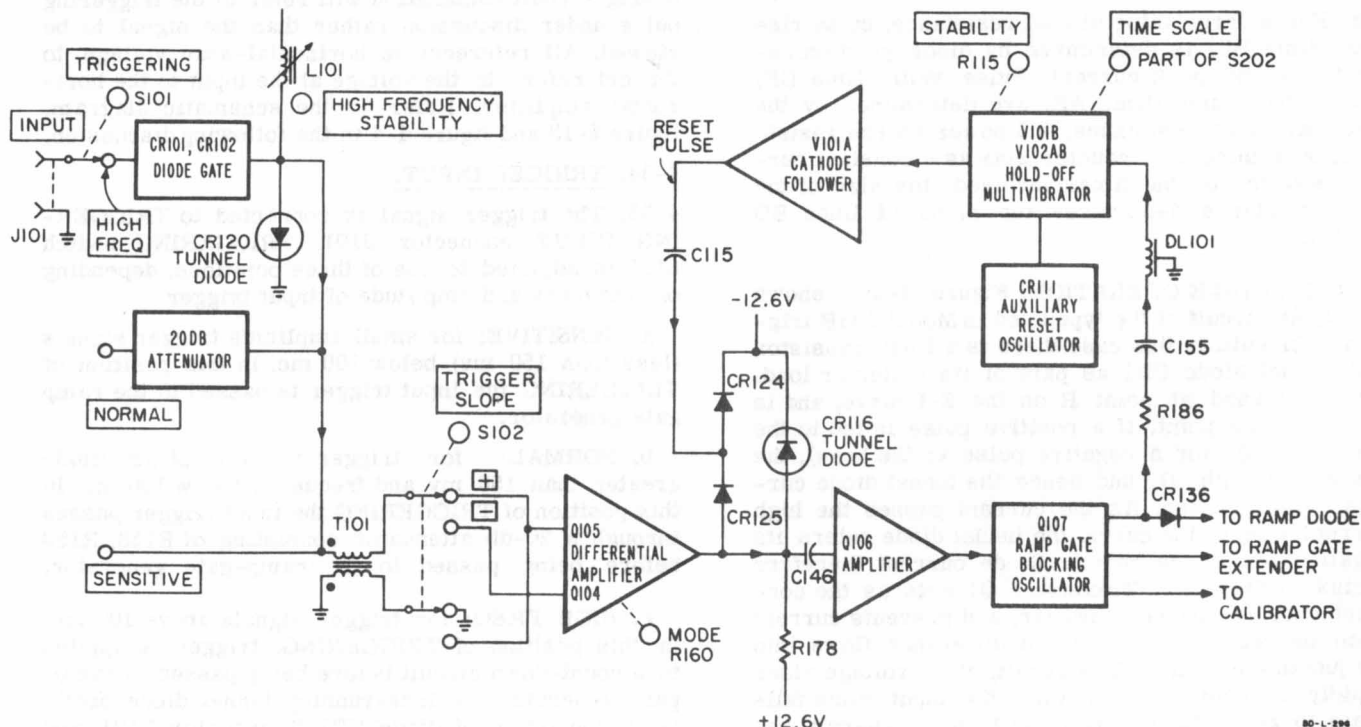 TRIGGERING
S101
INPUT
J101
HIGH
FREQ
CR101, CR102
DIODE GATE
L101
HIGH FREQUENCY
STABILITY
CR120
TUNNEL
DIODE
20DB
ATTENUATOR
NORMAL
SENSITIVE
T101
TRIGGER
SLOPE
S102
+
-
Q105
DIFFERENTIAL
AMPLIFIER
Q104
MODE
R160
RESET
PULSE
C115
V101A
CATHODE
FOLLOWER
STABILITY
R115
TIME SCALE
PART OF S202
V101B
V102AB
HOLD-OFF
MULTIVIBRATOR
CR111
AUXILIARY
RESET
OSCILLATOR
DL101
C155
R186
-12.6V
CR124
CR125
CR116
TUNNEL
DIODE
C146
R178
+12.6V
Q106
AMPLIFIER
Q107
RAMP GATE
BLOCKING
OSCILLATOR
CR136
TO RAMP DIODE
TO RAMP GATE
EXTENDER
TO
CALIBRATOR
BD-L-296